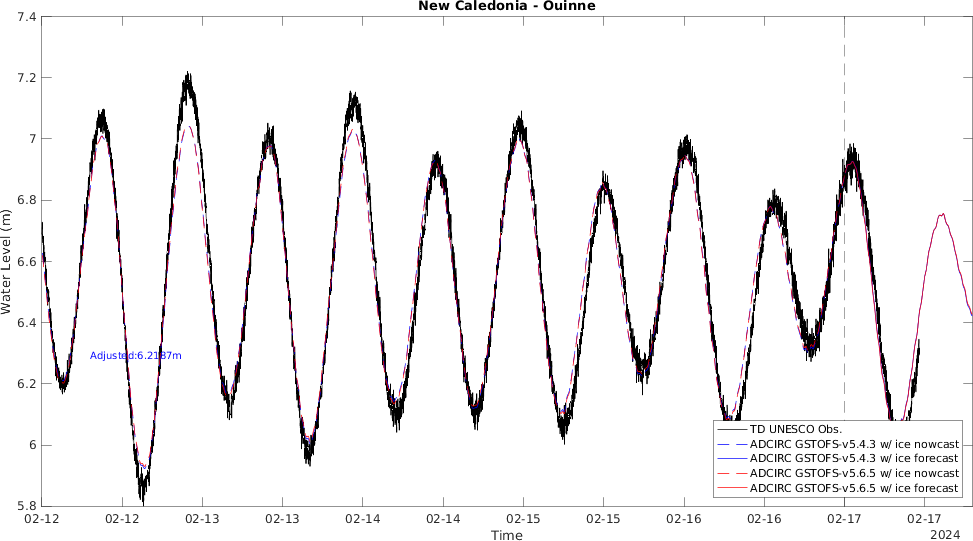 New Caledonia - Ouinne
Water Level (m)
7.4
7.2
7
6.8
6.6
6.4
6.2
6
5.8
Adjusted:6.2187m
TD UNESCO Obs.
ADCIRC GSTOFS-v5.4.3 w/ ice nowcast
ADCIRC GSTOFS-v5.4.3 w/ ice forecast
ADCIRC GSTOFS-v5.6.5 w/ ice nowcast
ADCIRC GSTOFS-v5.6.5 w/ ice forecast
02-12 02-12 02-13 02-13 02-14 02-14 02-15 02-15 02-16 02-16 02-17 02-17
Time
2024